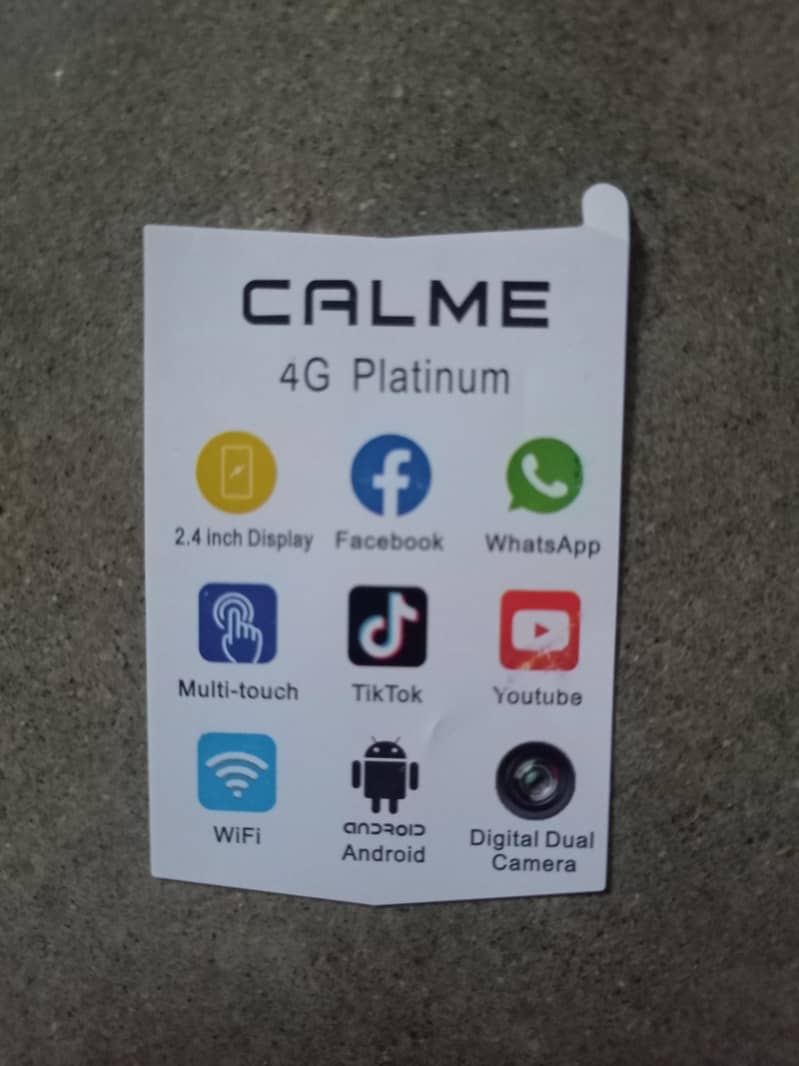 CALME
4G Platinum
2.4 inch Display Facebook WhatsApp
Multi-touch TikTok Youtube
WiFi
ANDROID
Android
Digital Dual
Camera